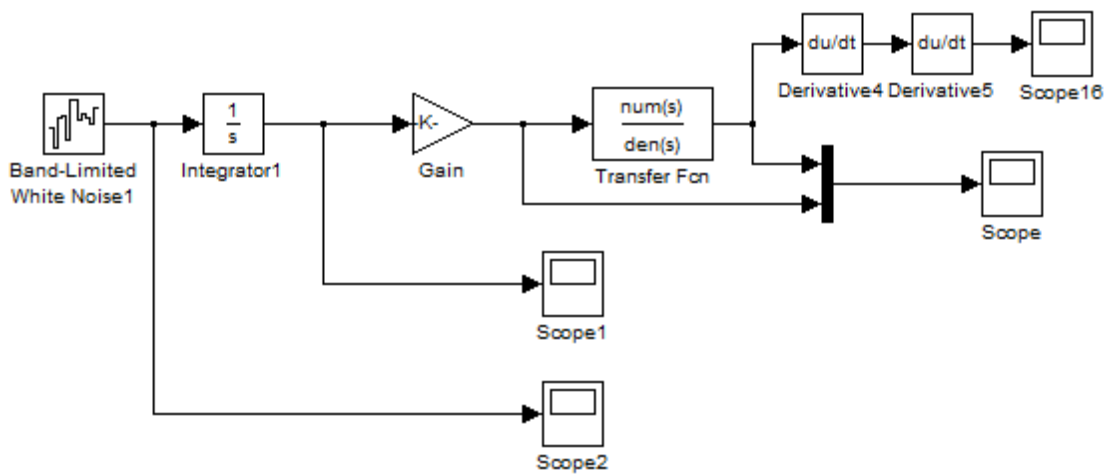 du/dt
du/dt
Derivative4
Derivative5
Scope16
Band-Limited
White Noise1
1
s
Integrator1
K-
Gain
num(s)
den(s)
Transfer Fcn
Scope
Scope1
Scope2